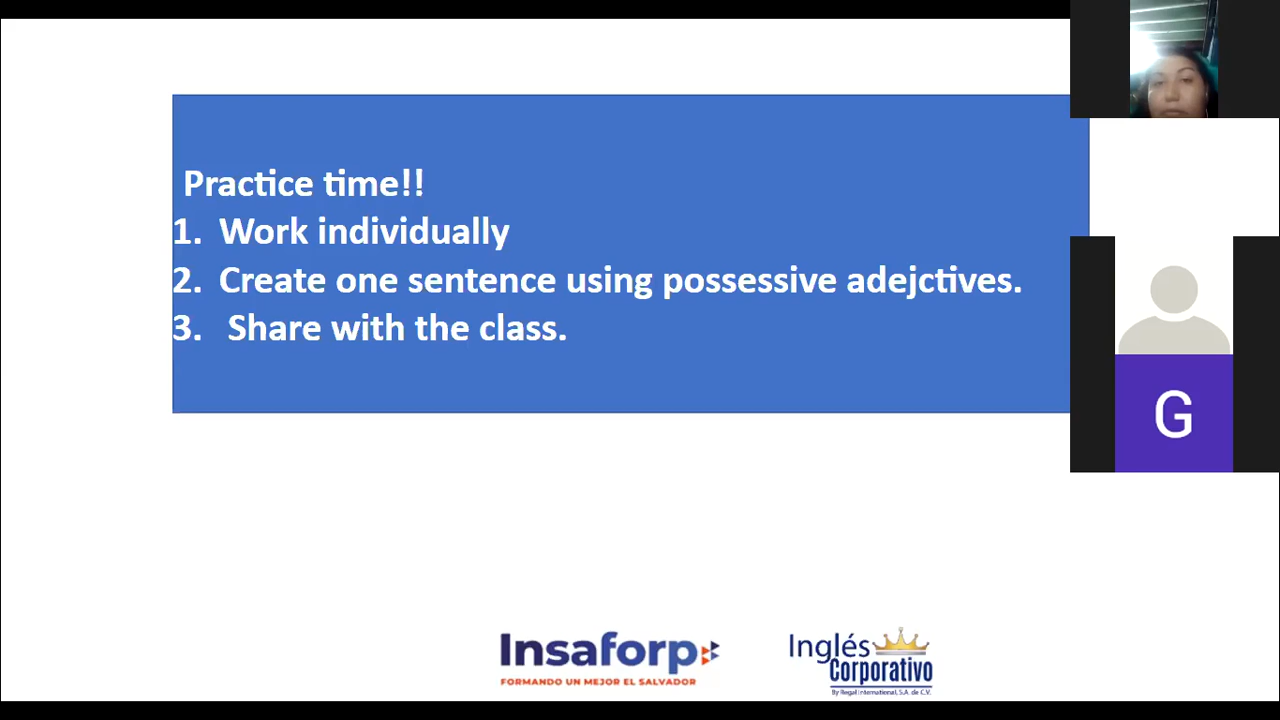 Practice time!!
1. Work individually
2. Create one sentence using possessive adejctives.
3. Share with the class.
G
Insaforp
FORMANDO UN MEJOR EL SALVADOR
Inglés
Corporativo
By Regal International, S.A. de C.V.